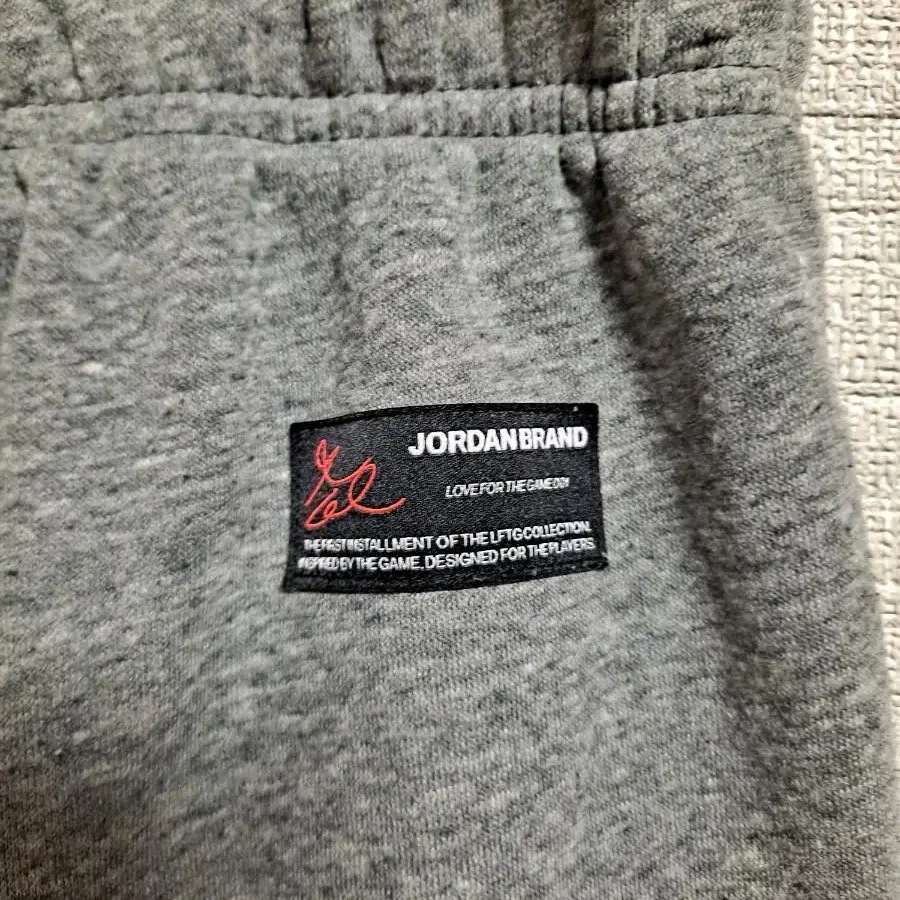 JORDAN BRAND
LOVE FOR THE GAME 001
THE FIRST INSTALLMENT OF THE LFTG COLLECTION.
INSPIRED BY THE GAME, DESIGNED FOR THE PLAYERS.